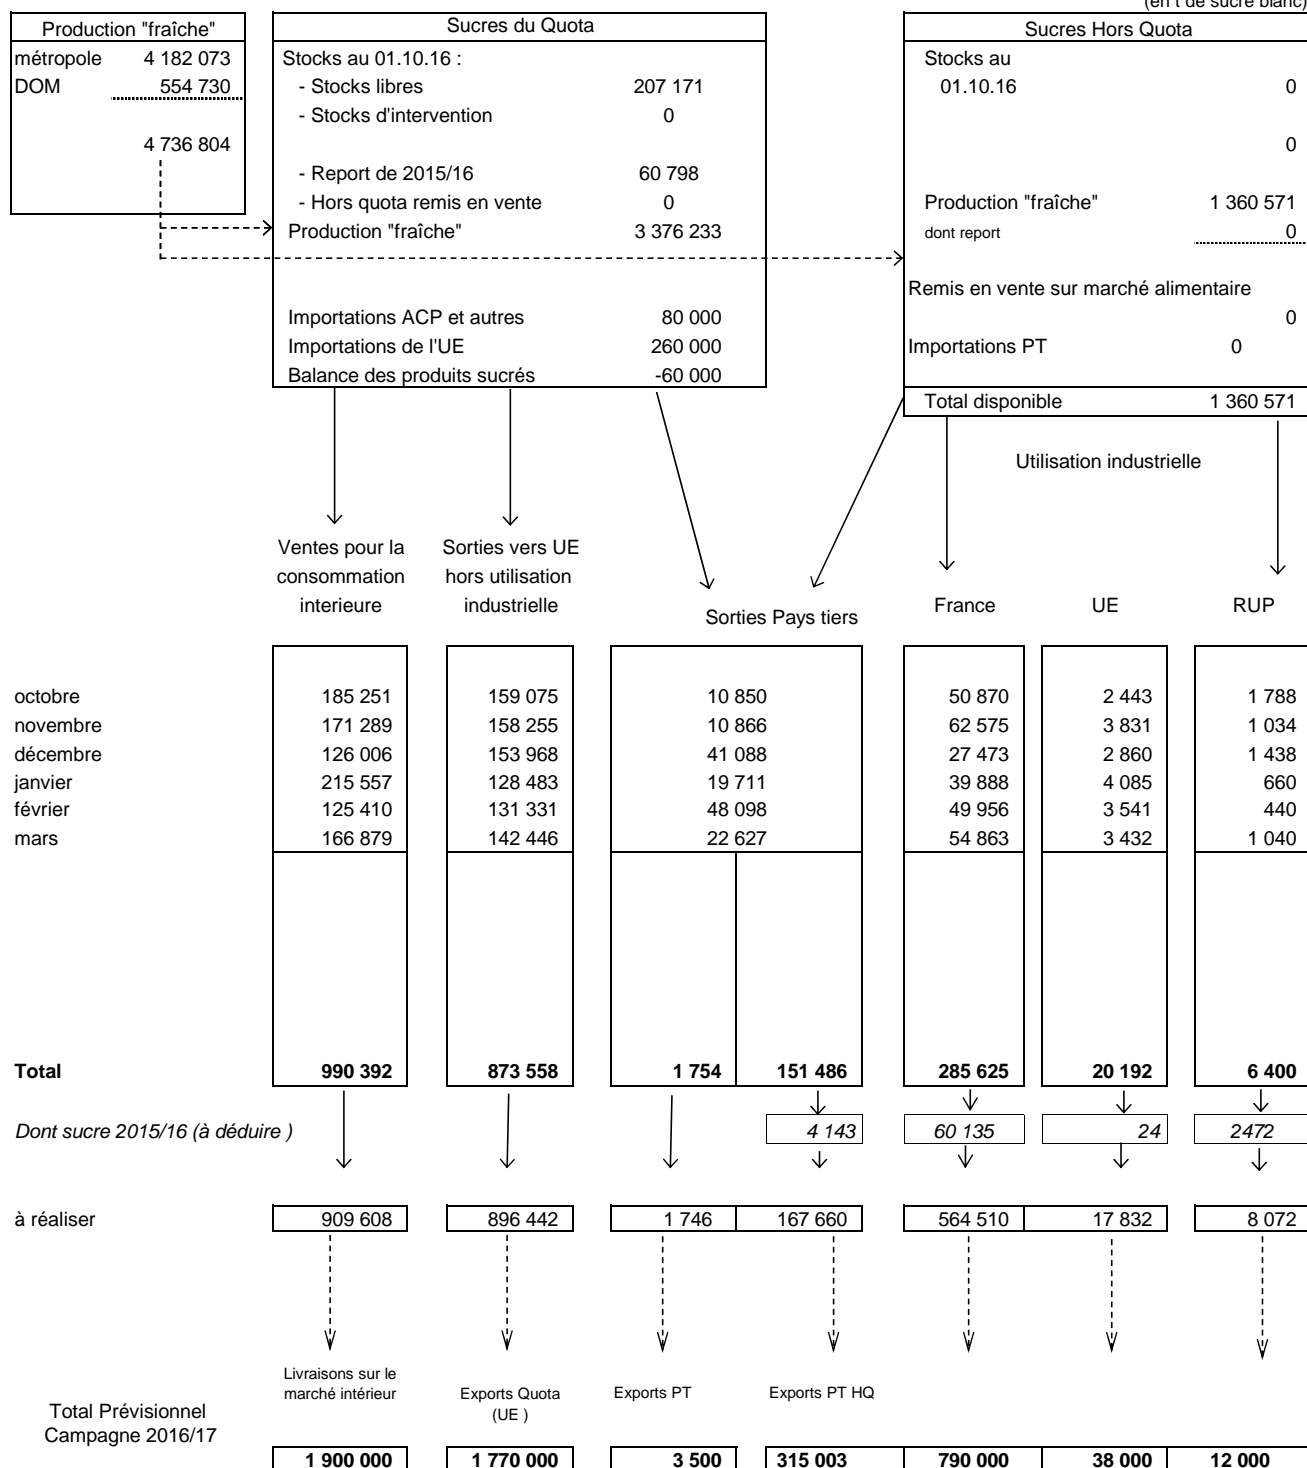 (en t de sucre blanc)
Production "fraîche"
métropole 4 182 073
DOM 554 730
4 736 804
Sucres du Quota
Stocks au 01.10.16 :
- Stocks libres 207 171
- Stocks d'intervention 0
- Report de 2015/16 60 798
- Hors quota remis en vente 0
Production "fraîche" 3 376 233
Importations ACP et autres 80 000
Importations de l'UE 260 000
Balance des produits sucrés -60 000
Sucres Hors Quota
Stocks au
01.10.16 0
0
Production "fraîche" 1 360 571
dont report 0
Remis en vente sur marché alimentaire
0
Importations PT 0
Total disponible 1 360 571
Utilisation industrielle
Ventes pour la
consommation
interieure
Sorties vers UE
hors utilisation
industrielle
Sorties Pays tiers
France UE RUP
octobre 185 251 159 075 10 850 50 870 2 443 1 788
novembre 171 289 158 255 10 866 62 575 3 831 1 034
décembre 126 006 153 968 41 088 27 473 2 860 1 438
janvier 215 557 128 483 19 711 39 888 4 085 660
février 125 410 131 331 48 098 49 956 3 541 440
mars 166 879 142 446 22 627 54 863 3 432 1 040
Total 990 392 873 558 1 754 151 486 285 625 20 192 6 400
Dont sucre 2015/16 (à déduire ) 4 143 60 135 24 2472
à réaliser 909 608 896 442 1 746 167 660 564 510 17 832 8 072
Livraisons sur le
marché intérieur
Exports Quota
(UE )
Exports PT
Exports PT HQ
Total Prévisionnel
Campagne 2016/17
1 900 000 1 770 000 3 500 315 003 790 000 38 000 12 000